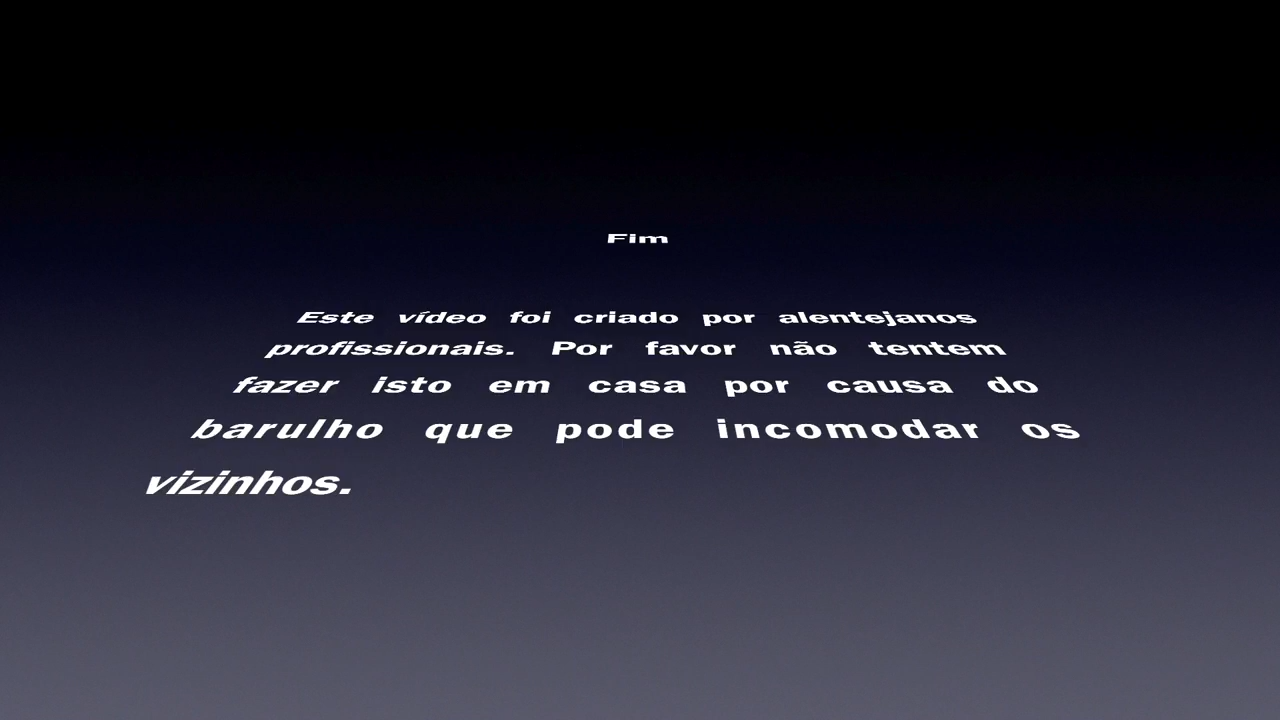 Fim
Este vídeo foi criado por alentejanos
profissionais. Por favor não tentem
fazer isto em casa por causa do
barulho que pode incomodar os
vizinhos.